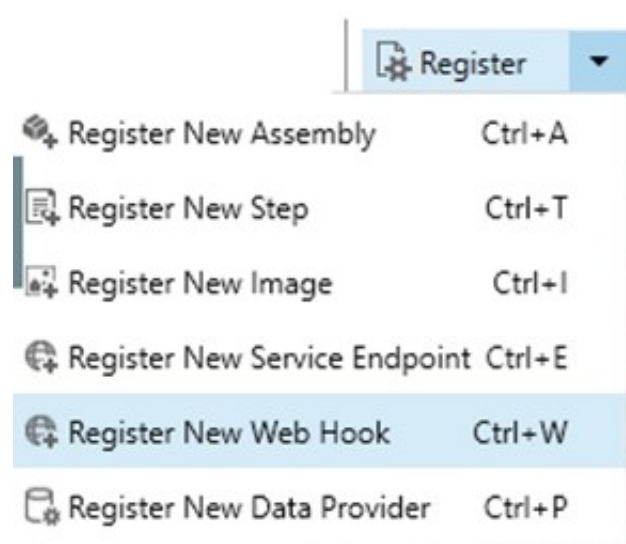 Register
Register New Assembly Ctrl+A
Register New Step Ctrl+T
Register New Image Ctrl+I
Register New Service Endpoint Ctrl+E
Register New Web Hook Ctrl+W
Register New Data Provider Ctrl+P